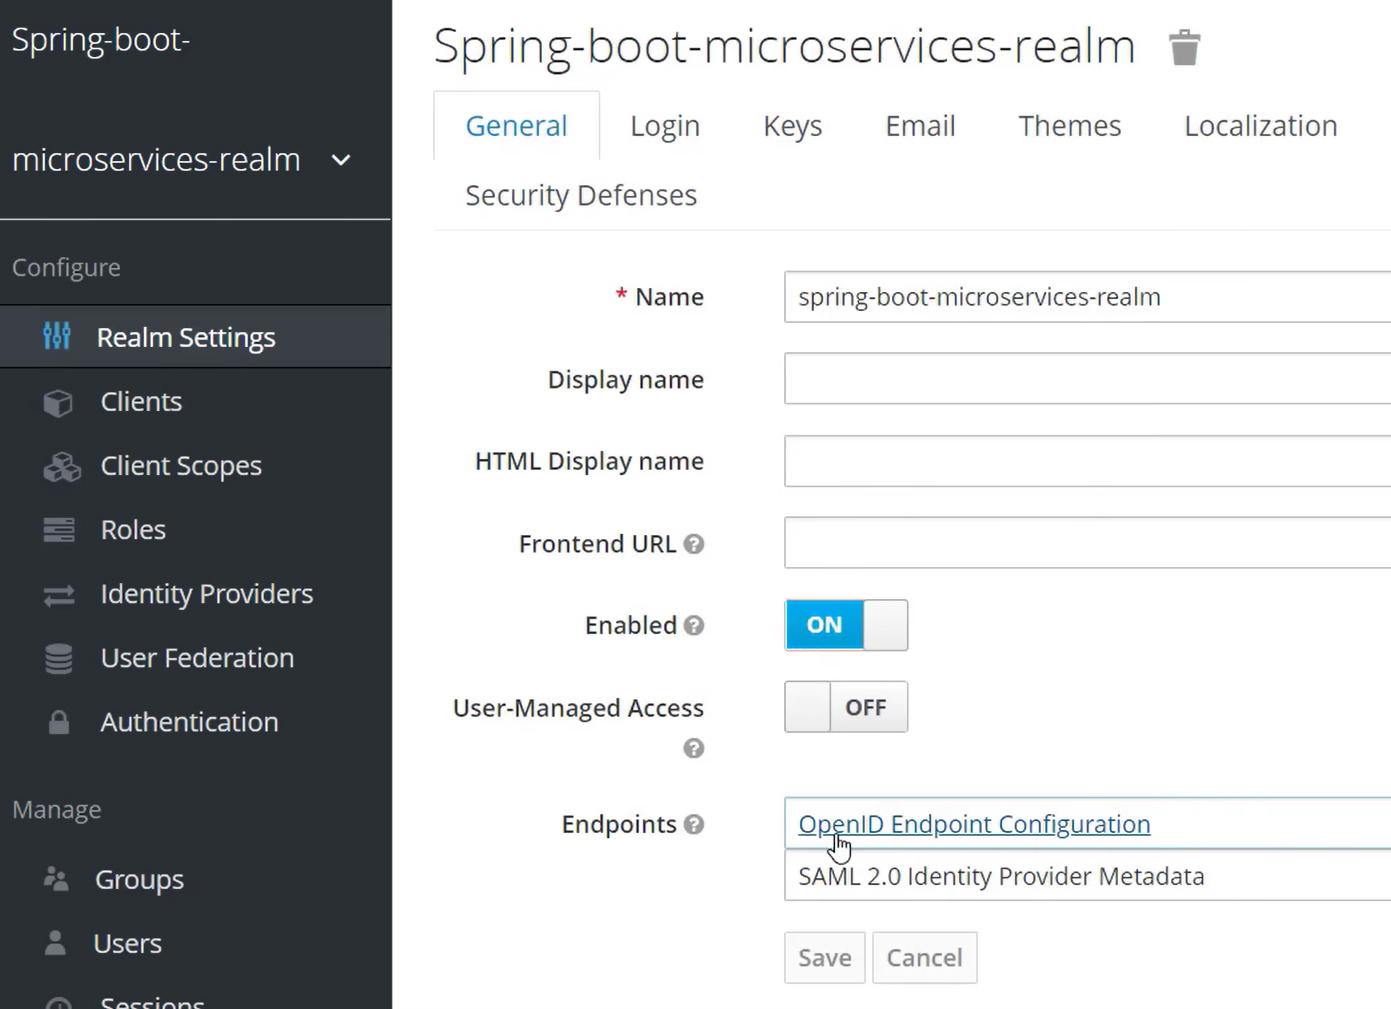 Spring-boot-
microservices-realm
Configure
Realm Settings
Clients
Client Scopes
Roles
Identity Providers
User Federation
Authentication
Manage
Groups
Users
Sessions
Spring-boot-microservices-realm
General Login Keys Email Themes Localization
Security Defenses
* Name spring-boot-microservices-realm
Display name
HTML Display name
Frontend URL ?
Enabled ? ON
User-Managed Access OFF
?
Endpoints ? OpenID Endpoint Configuration
SAML 2.0 Identity Provider Metadata
Save Cancel